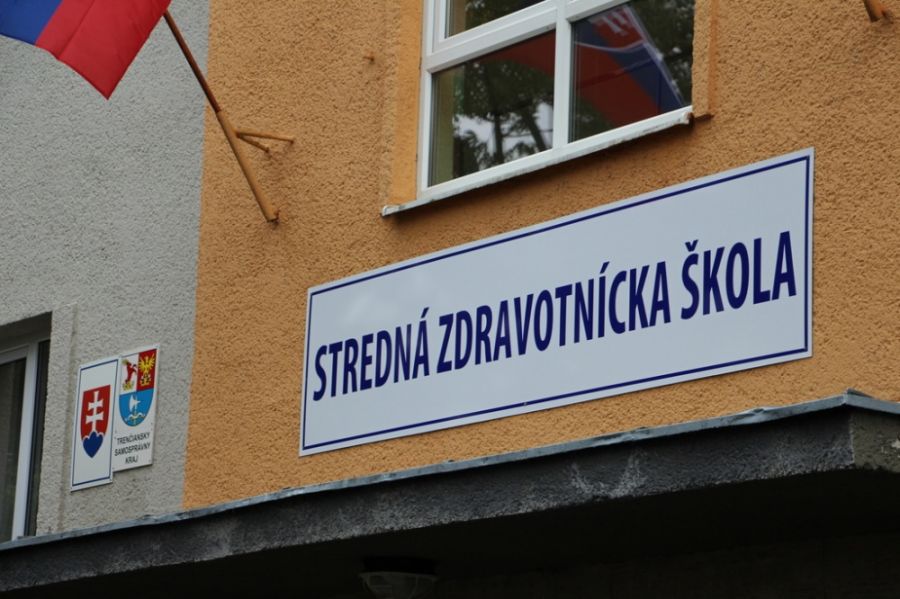 STREDNÁ ZDRAVOTNÍCKA ŠKOLA
TRENČIANSKY
SAMOSPRÁVNY
KRAJ